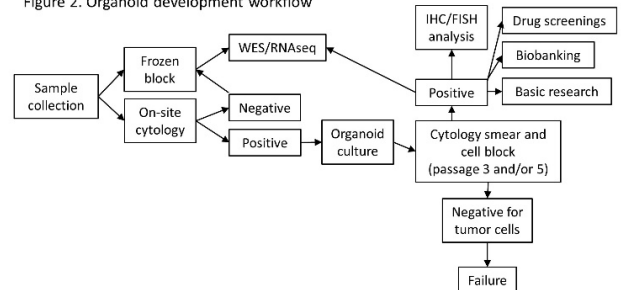 Figure 2. Organoid development workflow
Sample
collection
Frozen
block
On-site
cytology
WES/RNAseq
Negative
Positive
Organoid
culture
IHC/FISH
analysis
Positive
Drug screenings
Biobanking
Basic research
Cytology smear and
cell block
(passage 3 and/or 5)
Negative for
tumor cells
Failure